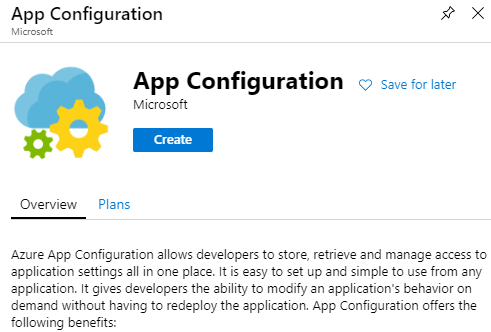 App Configuration
Microsoft
App Configuration
Save for later
Microsoft
Create
Overview Plans
Azure App Configuration allows developers to store, retrieve and manage access to
application settings all in one place. It is easy to set up and simple to use from any
application. It gives developers the ability to modify an application's behavior on
demand without having to redeploy the application. App Configuration offers the
following benefits: